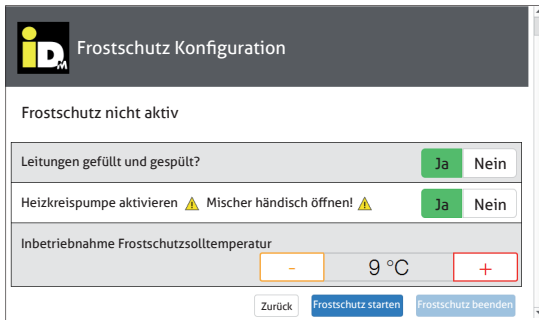 iDM Frostschutz Konfiguration
Frostschutz nicht aktiv
Leitungen gefüllt und gespült? Ja Nein
Heizkreispumpe aktivieren Mischer händisch öffnen! Ja Nein
Inbetriebnahme Frostschutzsolltemperatur
- 9 °C +
Zurück Frostschutz starten Frostschutz beenden